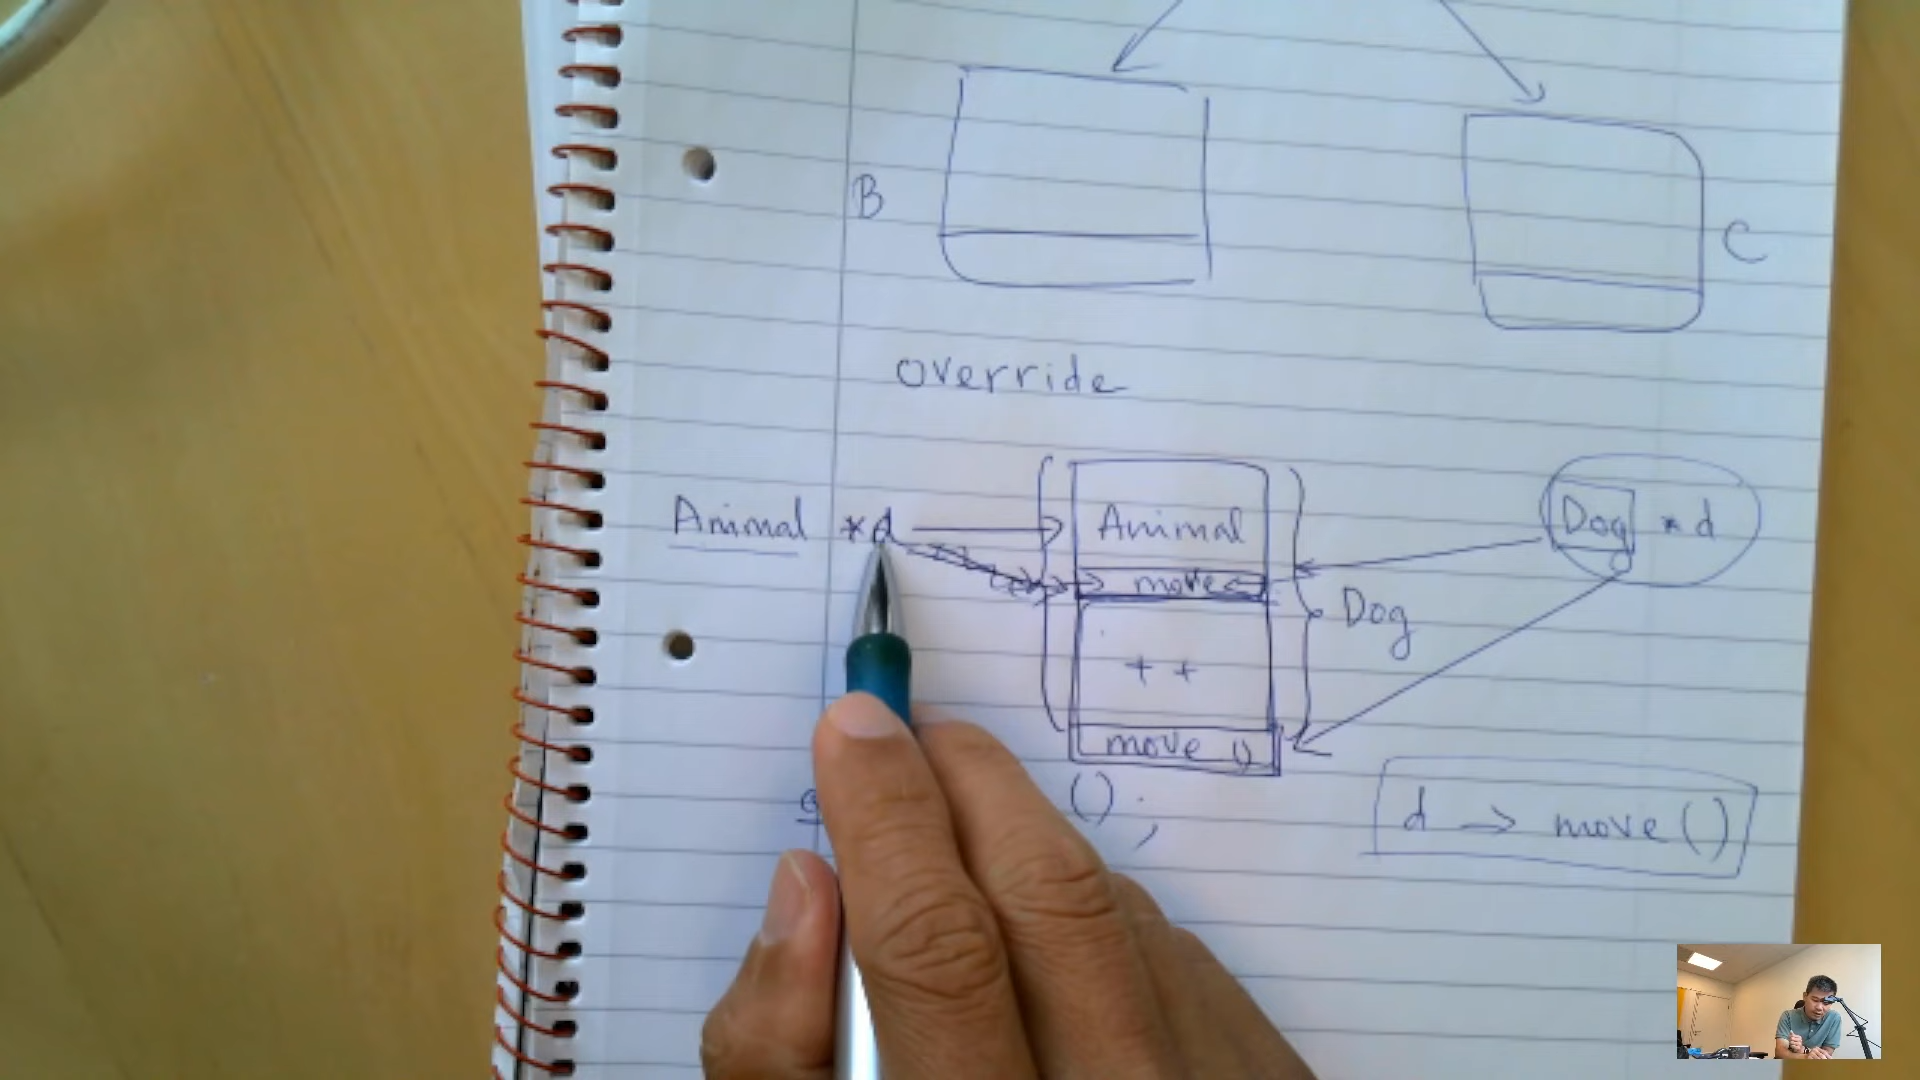 B
C
override
Animal *d
Animal
Dog * d
move
Dog
+ +
move ()
();
d → move ()